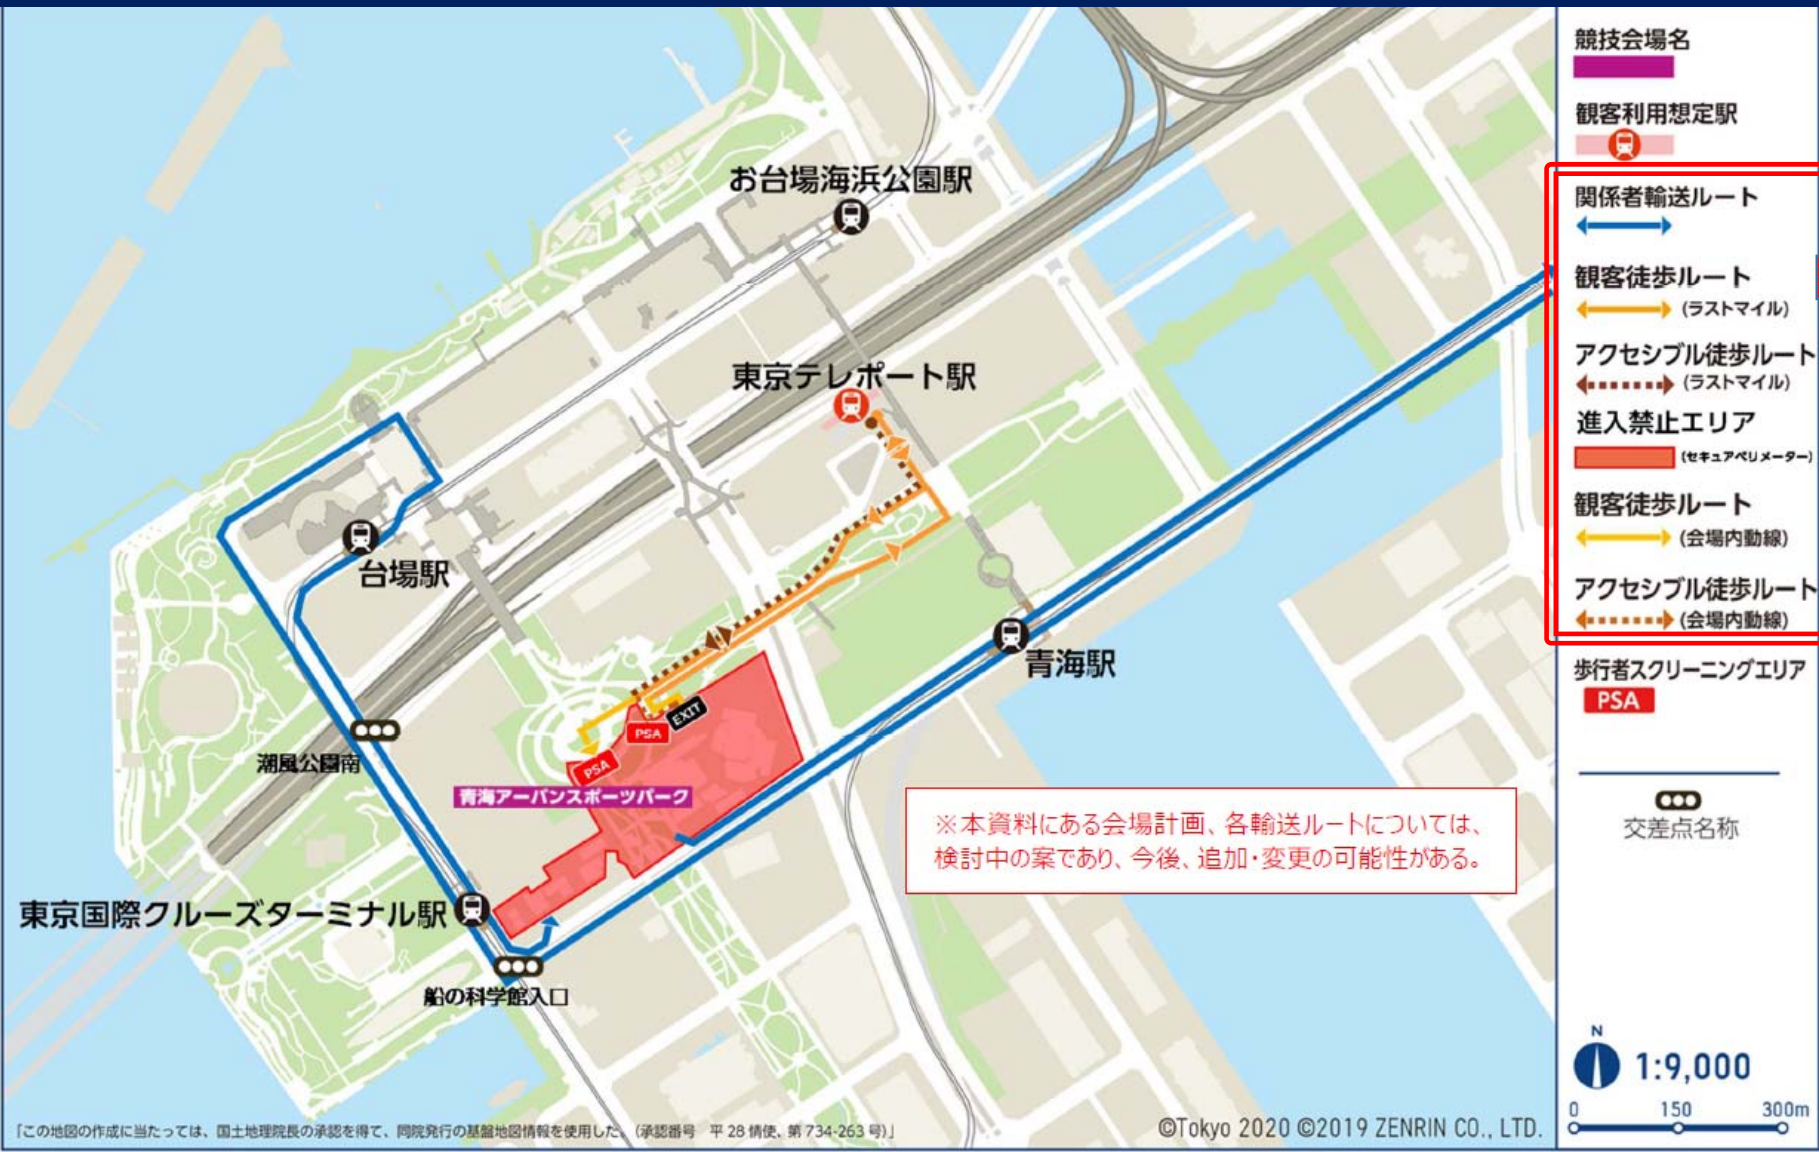 お台場海浜公園駅
東京テレポート駅
台場駅
青海駅
EXIT
PSA
潮風公園南
PSA
青海アーバンスポーツパーク
※本資料にある会場計画、各輸送ルートについては、
検討中の案であり、今後、追加・変更の可能性がある。
東京国際クルーズターミナル駅
船の科学館入口
「この地図の作成に当たっては、国土地理院長の承認を得て、同院発行の基盤地図情報を使用した。(承認番号 平 28 情使、第 734-263 号)」
©Tokyo 2020 ©2019 ZENRIN CO., LTD.
競技会場名
観客利用想定駅
関係者輸送ルート
観客徒歩ルート
(ラストマイル)
アクセシブル徒歩ルート
(ラストマイル)
進入禁止エリア
(セキュアペリメーター)
観客徒歩ルート
(会場内動線)
アクセシブル徒歩ルート
(会場内動線)
歩行者スクリーニングエリア
PSA
交差点名称
N
1:9,000
0 150 300m